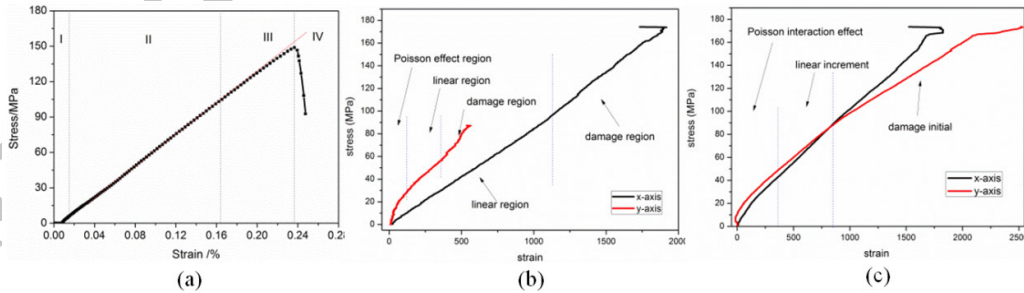 I II III IV
180
150
120
90
60
30
0
Stress/MPa
0.00 0.04 0.08 0.12 0.16 0.20 0.24
Strain /%
(a)
180
160
140
120
100
80
60
40
20
0
stress (MPa)
Poisson effect region
linear region
damage region
damage region
linear region
x-axis
y-axis
0 500 1000 1500 2000
strain
(b)
180
160
140
120
100
80
60
40
20
0
stress (MPa)
Poisson interaction effect
linear increment
damage initial
x-axis
y-axis
0 500 1000 1500 2000 2500
strain
(c)